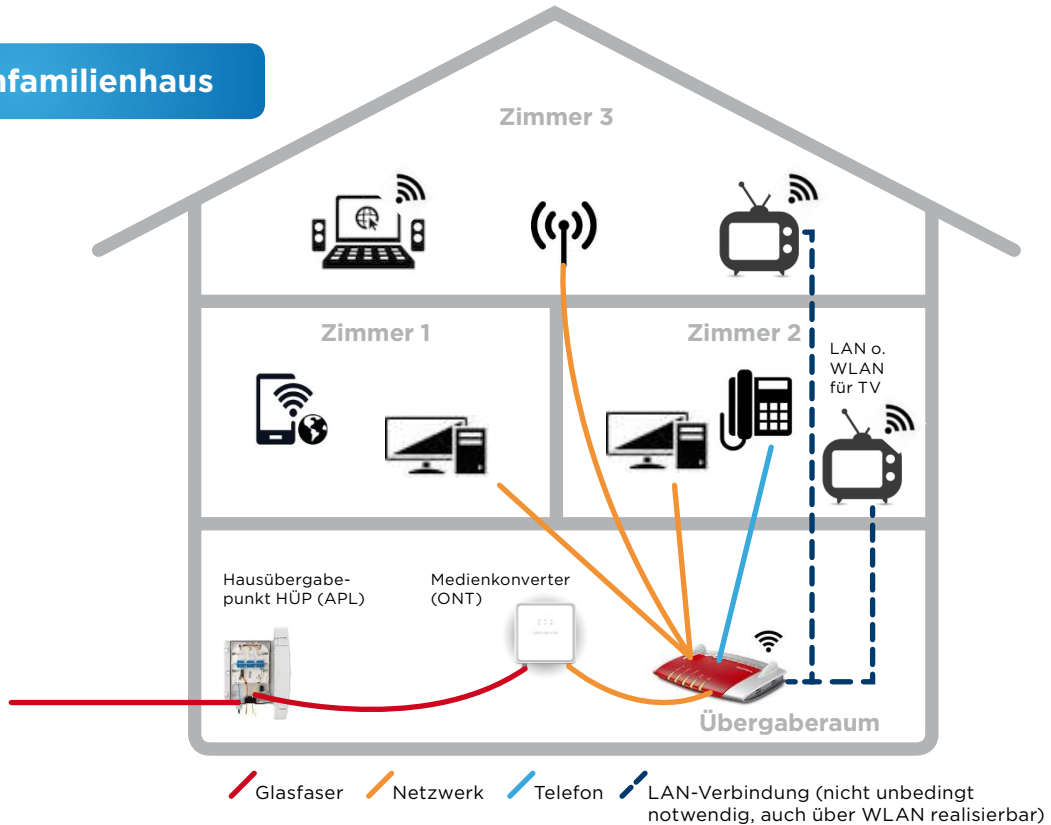 nfamilienhaus
Zimmer 3
Zimmer 1
Zimmer 2
LAN o.
WLAN
für TV
Hausübergabe-
punkt HÜP (APL)
Medienkonverter
(ONT)
Übergaberaum
Glasfaser
Netzwerk
Telefon
LAN-Verbindung (nicht unbedingt
notwendig, auch über WLAN realisierbar)